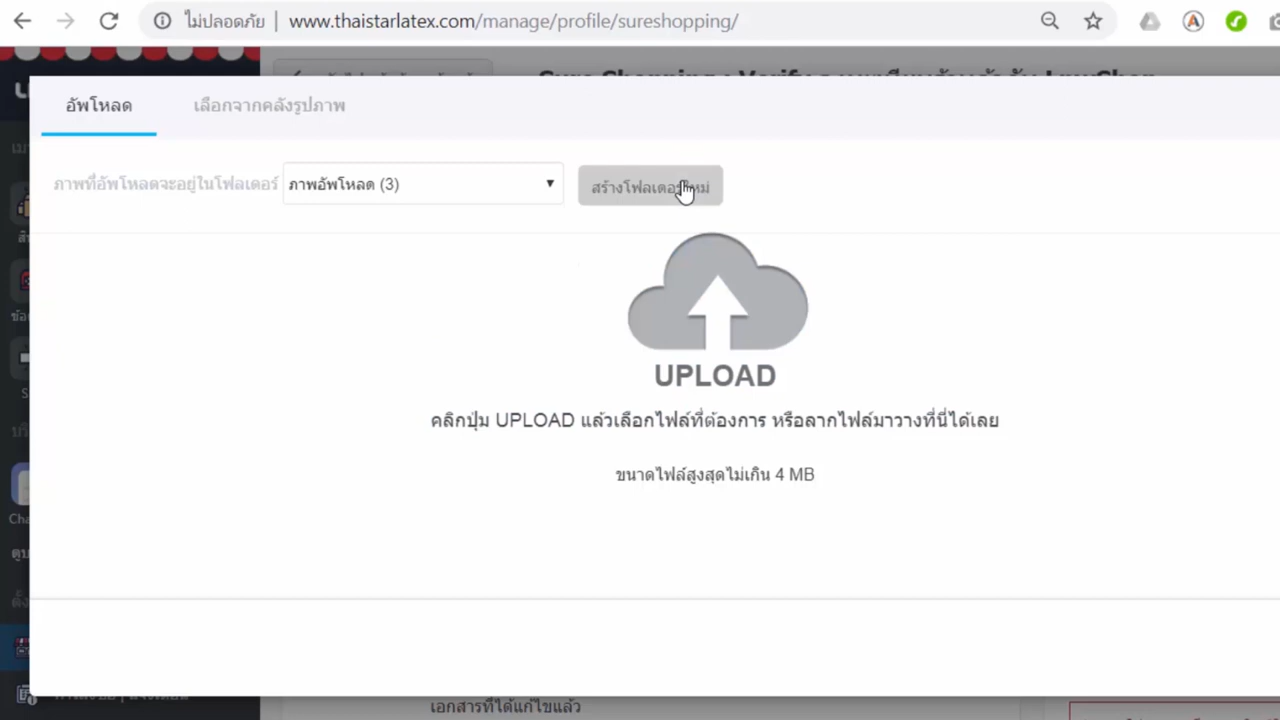 ไม่ปลอดภัย | www.thaistarlatex.com/manage/profile/sureshopping/
อัพโหลด เลือกจากคลังรูปภาพ
ภาพที่อัพโหลดจะอยู่ในโฟลเดอร์ ภาพอัพโหลด (3) สร้างโฟลเดอร์ใหม่
UPLOAD
คลิกปุ่ม UPLOAD แล้วเลือกไฟล์ที่ต้องการ หรือลากไฟล์มาวางที่นี่ได้เลย
ขนาดไฟล์สูงสุดไม่เกิน 4 MB
เอกสารที่ได้แก้ไขแล้ว